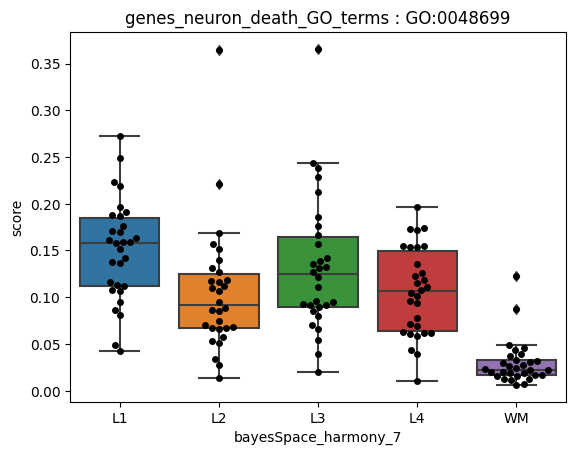 genes_neuron_death_GO_terms : GO:0048699
score
0.35
0.30
0.25
0.20
0.15
0.10
0.05
0.00
L1 L2 L3 L4 WM
bayesSpace_harmony_7